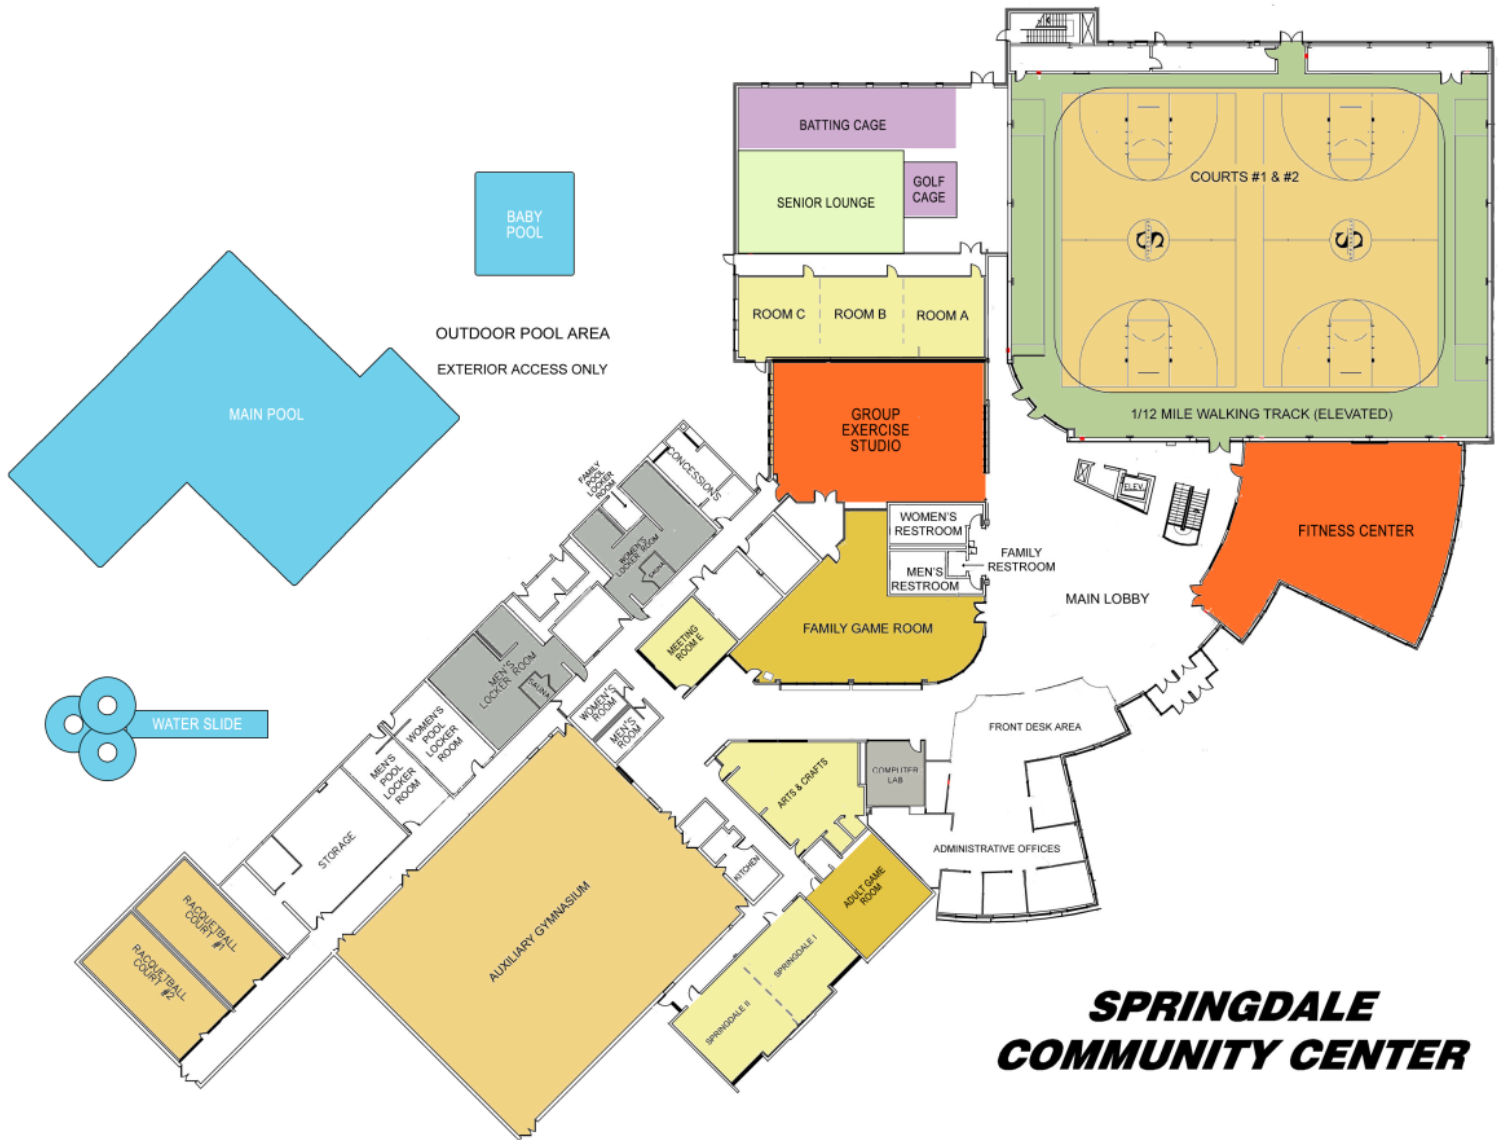 BATTING CAGE
SENIOR LOUNGE
GOLF
CAGE
COURTS #1 & #2
S
S
BABY
POOL
OUTDOOR POOL AREA
EXTERIOR ACCESS ONLY
MAIN POOL
ROOM C
ROOM B
ROOM A
GROUP
EXERCISE
STUDIO
1/12 MILE WALKING TRACK (ELEVATED)
CONCESSIONS
FAMILY
POOL
LOCKER
ROOM
WOMEN'S
LOCKER ROOM
SAUNA
ELEV.
WOMEN'S
RESTROOM
MEN'S
RESTROOM
FAMILY
RESTROOM
FITNESS CENTER
MAIN LOBBY
FAMILY GAME ROOM
MEETING
ROOM E
MEN'S
LOCKER ROOM
SAUNA
WOMEN'S
ROOM
MEN'S
ROOM
WOMEN'S
POOL
LOCKER
ROOM
MEN'S
POOL
LOCKER
ROOM
WATER SLIDE
FRONT DESK AREA
COMPUTER
LAB
ARTS & CRAFTS
STORAGE
KITCHEN
ADMINISTRATIVE OFFICES
ADULT GAME
ROOM
RACQUETBALL
COURT #1
RACQUETBALL
COURT #2
AUXILIARY GYMNASIUM
SPRINGDALE I
SPRINGDALE II
SPRINGDALE
COMMUNITY CENTER